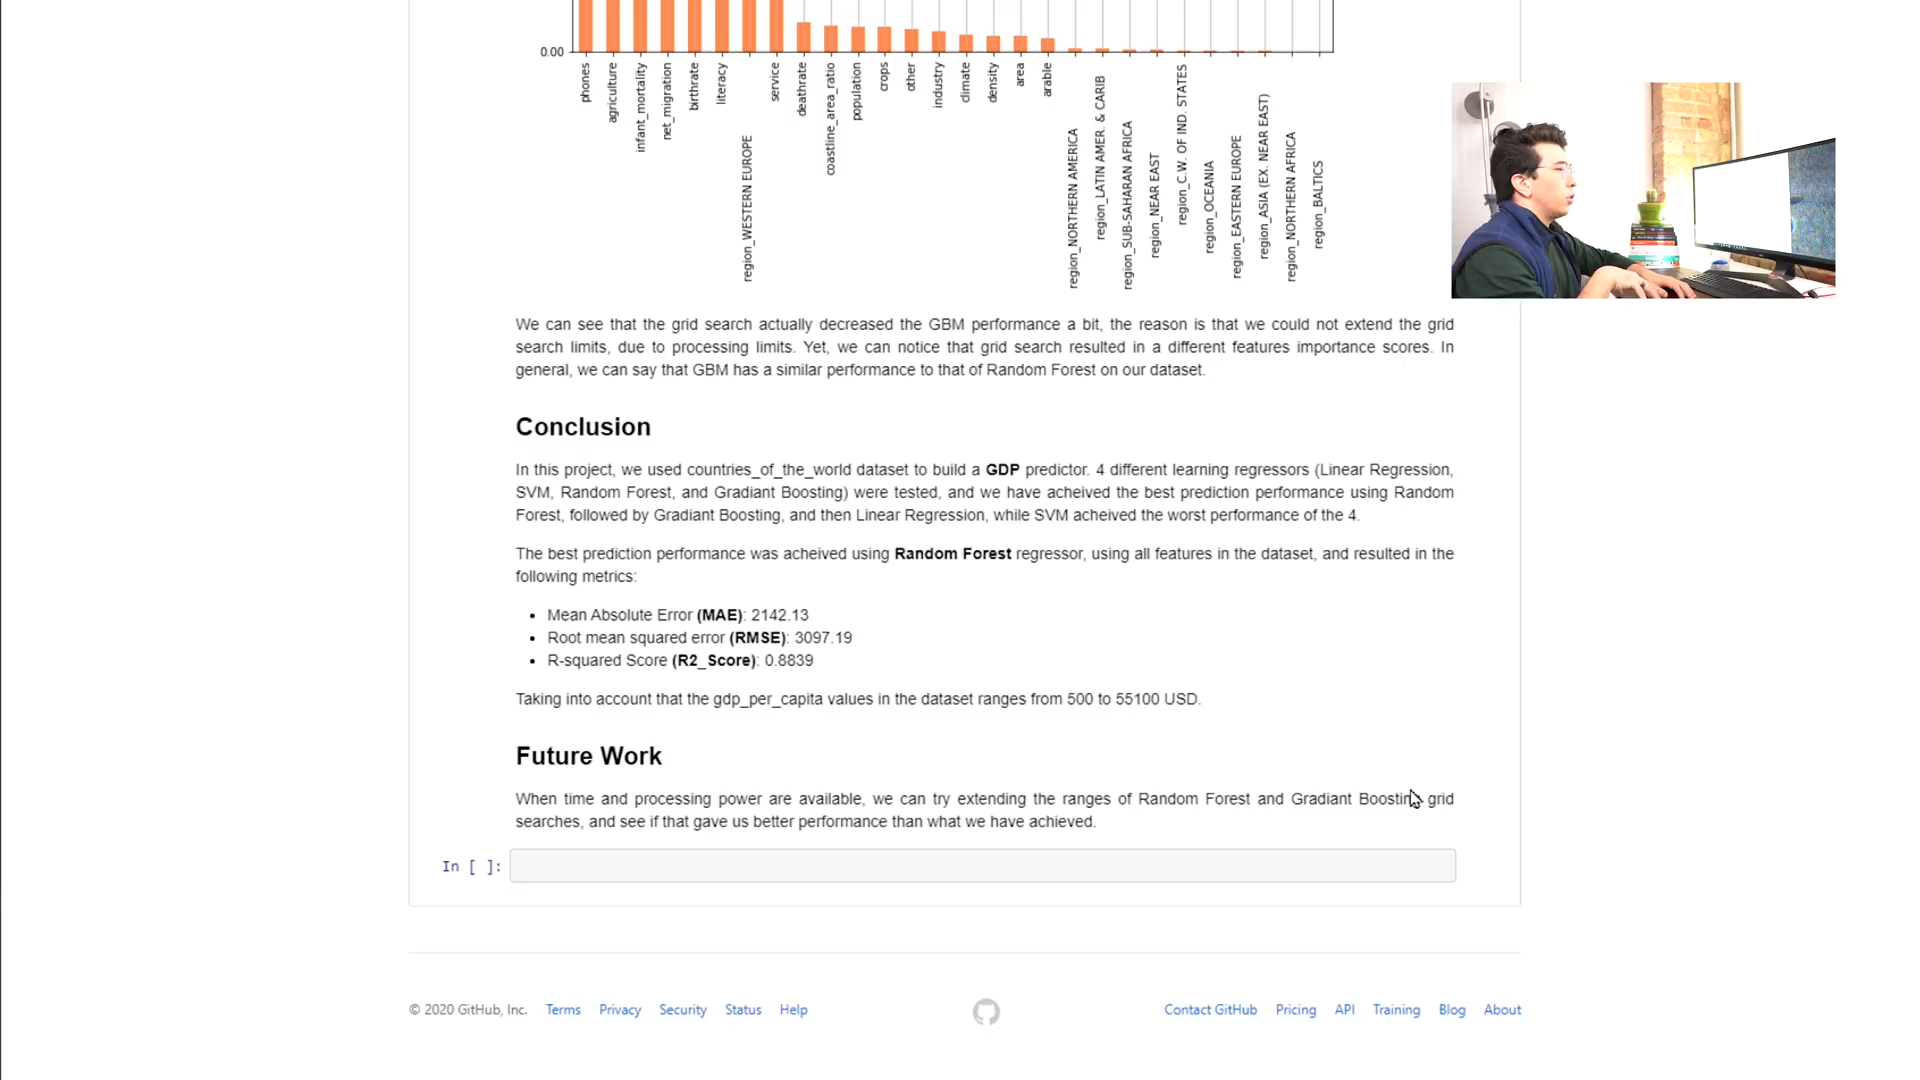 0.00
phones
agriculture
infant_mortality
net_migration
birthrate
literacy
region_WESTERN EUROPE
service
deathrate
coastline_area_ratio
population
crops
other
industry
climate
density
area
arable
region_NORTHERN AMERICA
region_LATIN AMER. & CARIB
region_SUB-SAHARAN AFRICA
region_NEAR EAST
region_C.W. OF IND. STATES
region_OCEANIA
region_EASTERN EUROPE
region_ASIA (EX. NEAR EAST)
region_NORTHERN AFRICA
region_BALTICS
We can see that the grid search actually decreased the GBM performance a bit, the reason is that we could not extend the grid
search limits, due to processing limits. Yet, we can notice that grid search resulted in a different features importance scores. In
general, we can say that GBM has a similar performance to that of Random Forest on our dataset.
Conclusion
In this project, we used countries_of_the_world dataset to build a GDP predictor. 4 different learning regressors (Linear Regression,
SVM, Random Forest, and Gradiant Boosting) were tested, and we have acheived the best prediction performance using Random
Forest, followed by Gradiant Boosting, and then Linear Regression, while SVM acheived the worst performance of the 4.
The best prediction performance was acheived using Random Forest regressor, using all features in the dataset, and resulted in the
following metrics:
• Mean Absolute Error (MAE): 2142.13
• Root mean squared error (RMSE): 3097.19
• R-squared Score (R2_Score): 0.8839
Taking into account that the gdp_per_capita values in the dataset ranges from 500 to 55100 USD.
Future Work
When time and processing power are available, we can try extending the ranges of Random Forest and Gradiant Boosting grid
searches, and see if that gave us better performance than what we have achieved.
In [ ]:
© 2020 GitHub, Inc. Terms Privacy Security Status Help Contact GitHub Pricing API Training Blog About